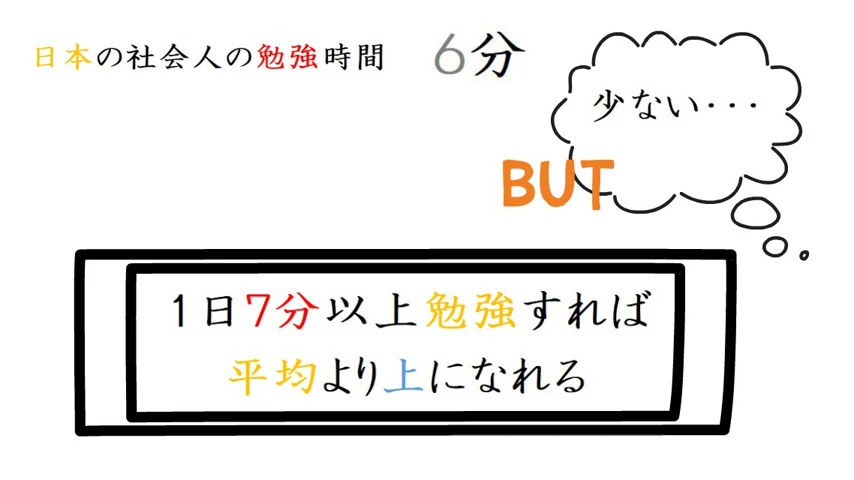 日本の社会人の勉強時間 6分
少ない・・・
BUT
1日7分以上勉強すれば
平均より上になれる